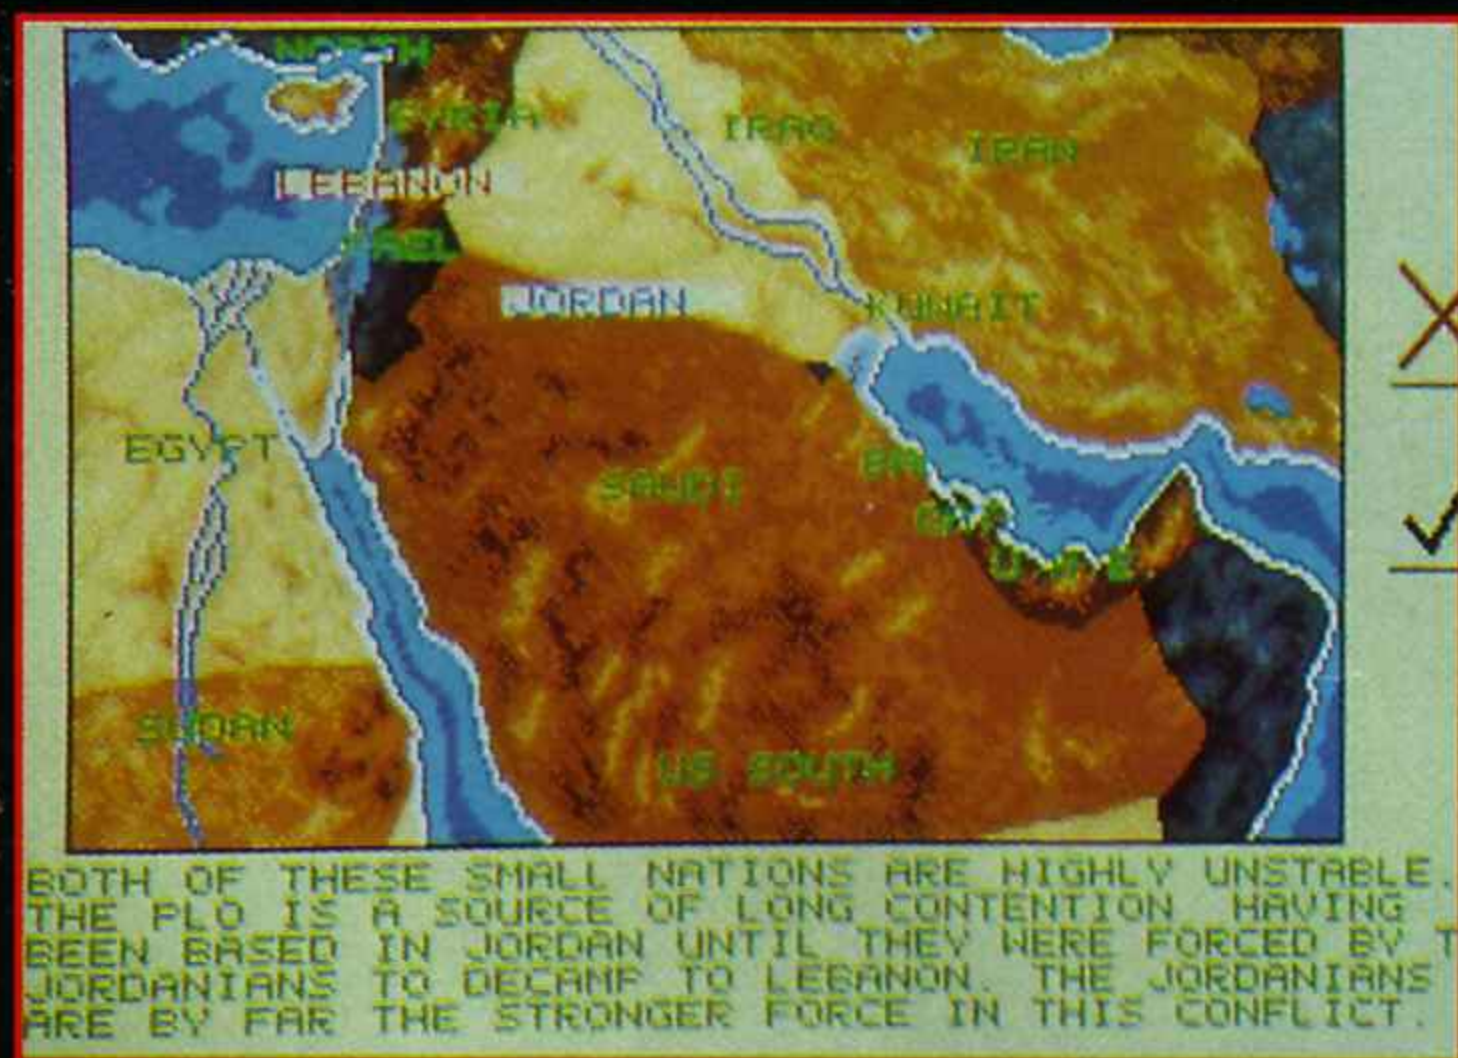 NORTH
SYRIA
IRAQ
IRAN
LEBANON
JORDAN
KUWAIT
EGYPT
SAUDI
BA
U A E
SUDAN
US SOUTH
BOTH OF THESE SMALL NATIONS ARE HIGHLY UNSTABLE.
THE PLO IS A SOURCE OF LONG CONTENTION HAVING
BEEN BASED IN JORDAN UNTIL THEY WERE FORCED BY T
JORDANIANS TO DECAMP TO LEBANON. THE JORDANIANS
ARE BY FAR THE STRONGER FORCE IN THIS CONFLICT.